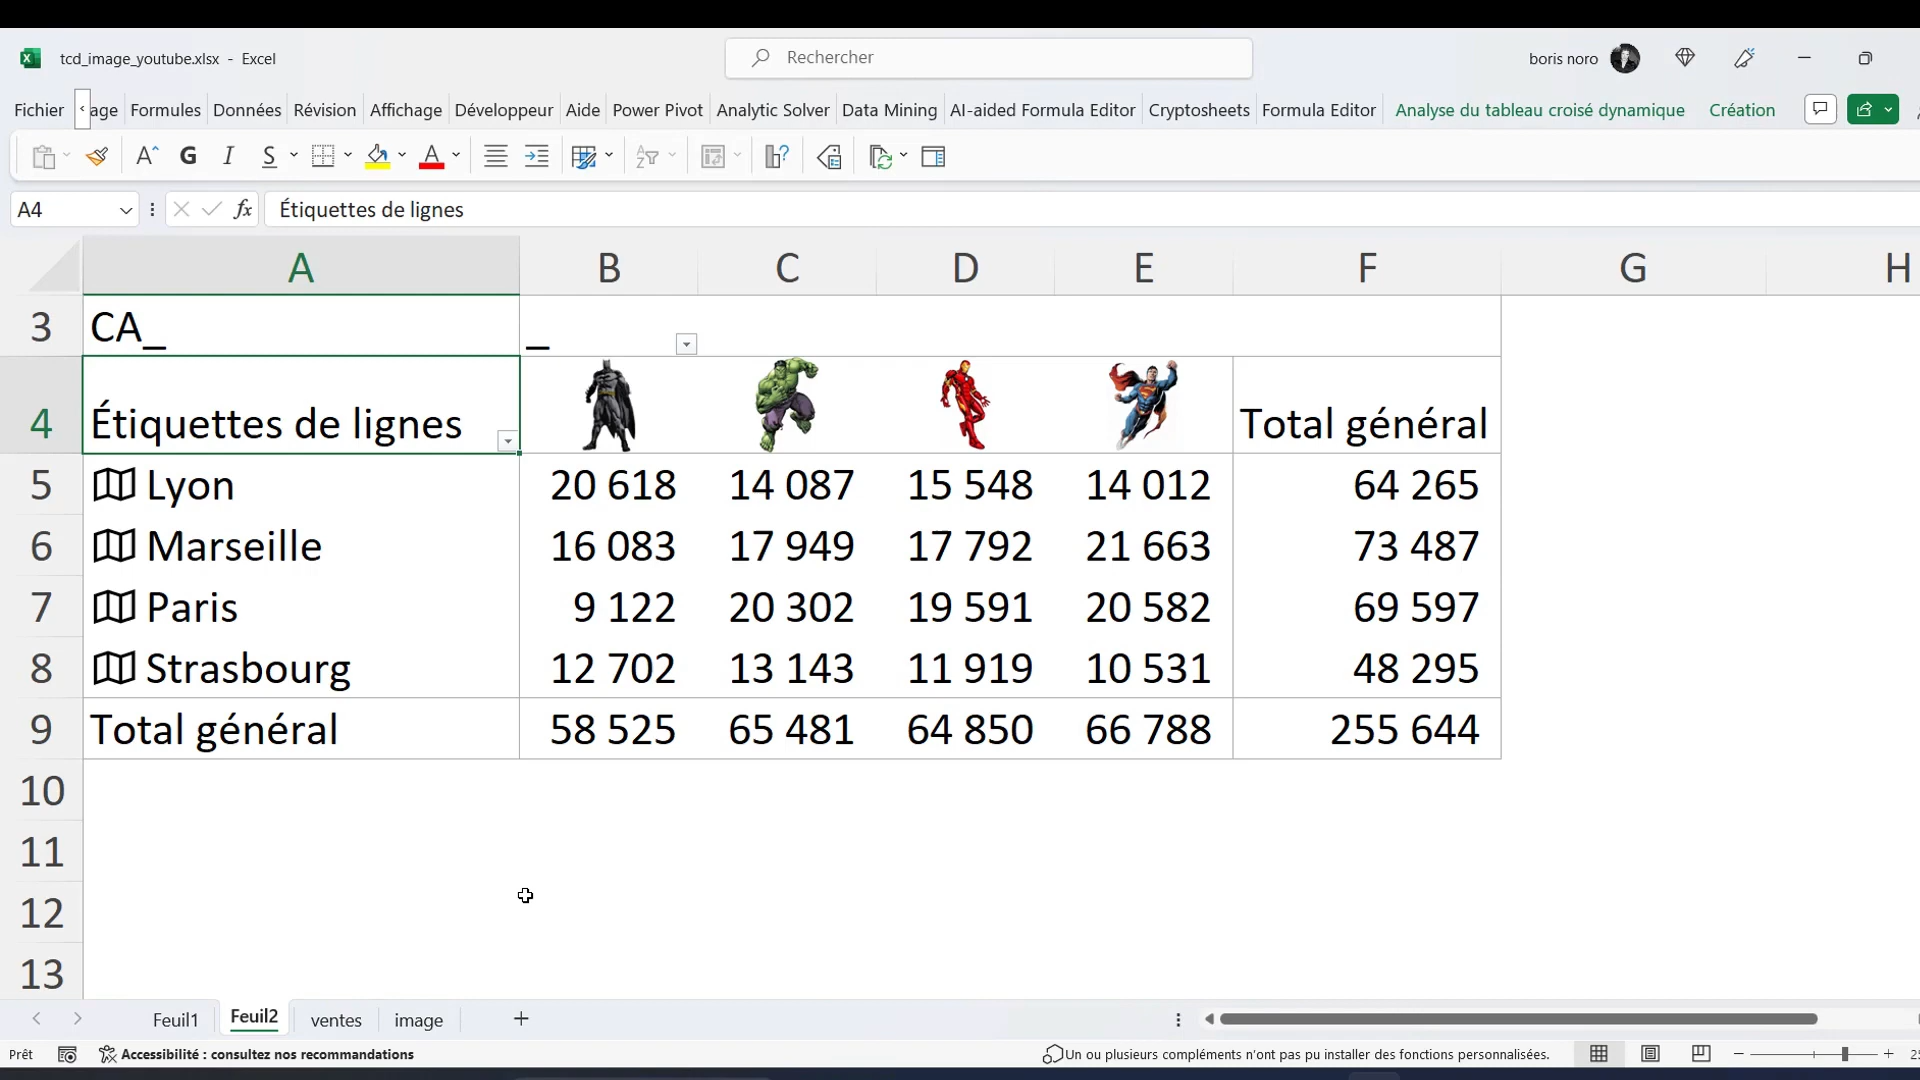 tcd_image_youtube.xlsx - Excel
Rechercher
boris noro
Fichier age Formules Données Révision Affichage Développeur Aide Power Pivot Analytic Solver Data Mining AI-aided Formula Editor Cryptosheets Formula Editor Analyse du tableau croisé dynamique Création
A G I S A
A4 fx Étiquettes de lignes
A B C D E F G H
3 CA_ _
4 Étiquettes de lignes Total général
5 Lyon 20 618 14 087 15 548 14 012 64 265
6 Marseille 16 083 17 949 17 792 21 663 73 487
7 Paris 9 122 20 302 19 591 20 582 69 597
8 Strasbourg 12 702 13 143 11 919 10 531 48 295
9 Total général 58 525 65 481 64 850 66 788 255 644
10
11
12
13
Feuil1 Feuil2 ventes image
Prêt Accessibilité : consultez nos recommandations Un ou plusieurs compléments n'ont pas pu installer des fonctions personnalisées.